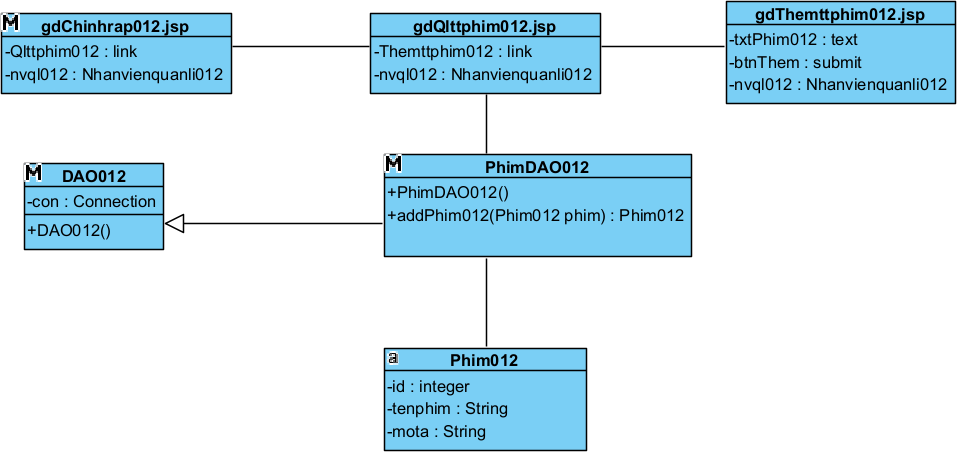 M
gdChinhrap012.jsp
-Qlttphim012 : link
-nvql012 : Nhanvienquanli012
gdQlttphim012.jsp
-Themttphim012 : link
-nvql012 : Nhanvienquanli012
gdThemttphim012.jsp
-txtPhim012 : text
-btnThem : submit
-nvql012 : Nhanvienquanli012
M
DAO012
-con : Connection
+DAO012()
M
PhimDAO012
+PhimDAO012()
+addPhim012(Phim012 phim) : Phim012
a
Phim012
-id : integer
-tenphim : String
-mota : String